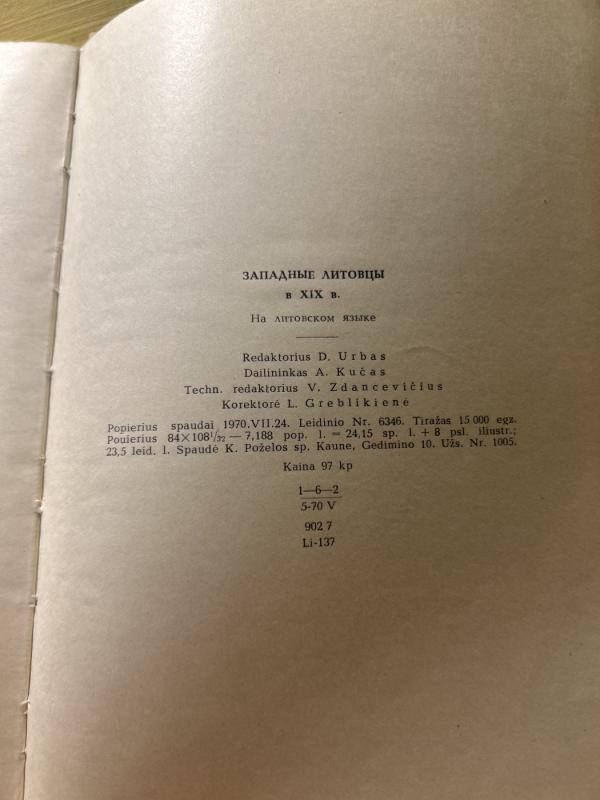 ЗАПАДНЫЕ ЛИТОВЦЫ
в XIX в.
На литовском языке
Redaktorius D. Urbas
Dailininkas A. Kučas
Techn. redaktorius V. Zdancevičius
Korektorė L. Greblikienė
Popierius spaudai 1970.VII.24. Leidinio Nr. 6346. Tiražas 15 000 egz.
Pouierius 84×108¹/₃₂ — 7,188 pop. l. = 24,15 sp. l. + 8 psl. iliustr.;
23,5 leid. l. Spaudė K. Poželos sp. Kaune, Gedimino 10. Užs. Nr. 1005.
Kaina 97 kp
1—6—2
5-70 V
902 7
Li-137